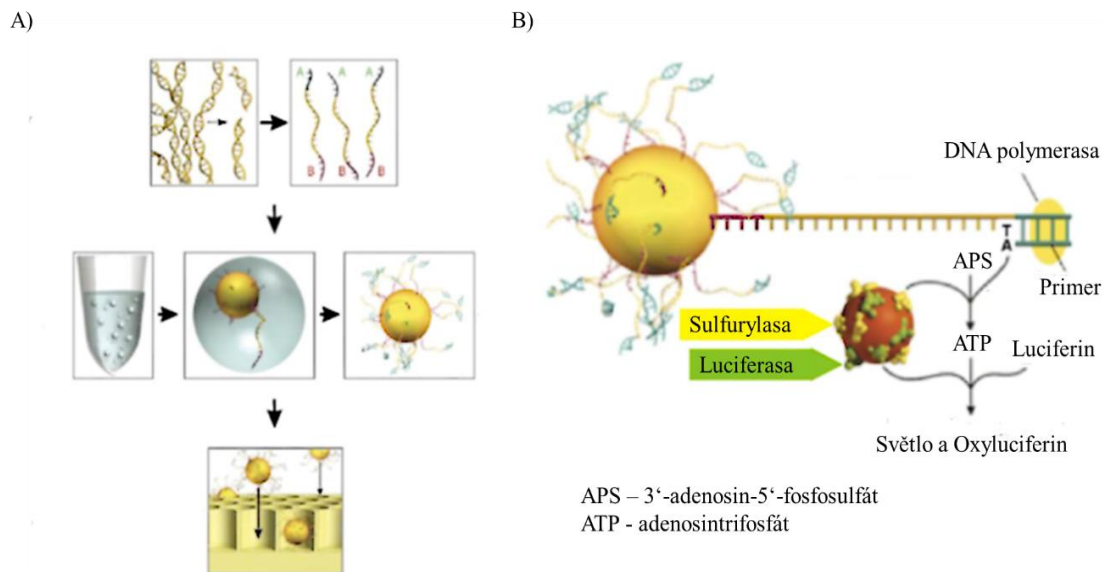 A)
A A A
B B B
B)
DNA polymerasa
T
A
APS
Primer
Sulfurylasa
Luciferasa
ATP
Luciferin
Světlo a Oxyluciferin
APS – 3‘-adenosin-5‘-fosfosulfát
ATP - adenosintrifosfát